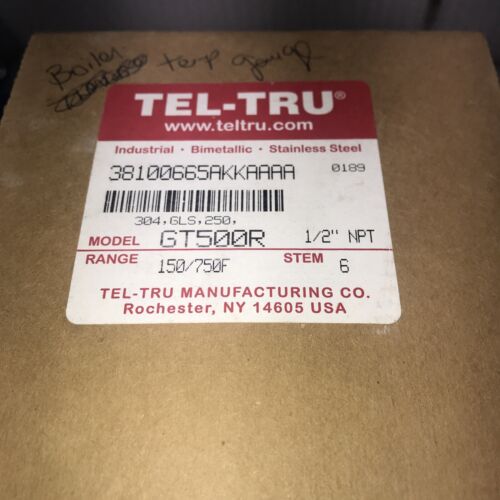 Boiler temp gauge
TEL-TRU®
www.teltru.com
Industrial · Bimetallic · Stainless Steel
38100665AKKAAAA 0189
304,GLS,250,
MODEL GT500R 1/2" NPT
RANGE 150/750F STEM 6
TEL-TRU MANUFACTURING CO.
Rochester, NY 14605 USA